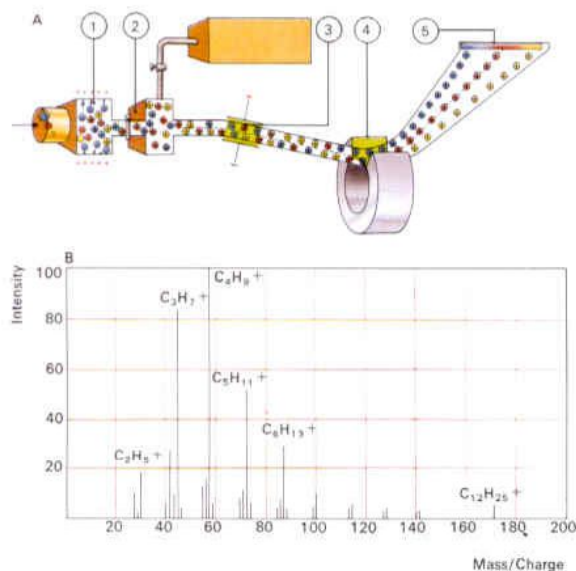 A
1
2
3
4
5
B
Intensity
100
80
60
40
20
C₄H₉ +
C₃H₇ +
C₅H₁₁ +
C₆H₁₃ +
C₂H₅ +
C₁₂H₂₅ +
20 40 60 80 100 120 140 160 180 200
Mass/Charge